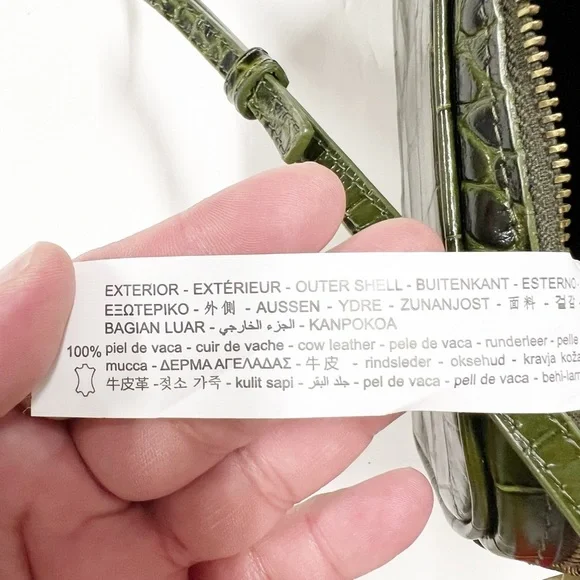 EXTERIOR - EXTÉRIEUR - OUTER SHELL - BUITENKANT - ESTERNO -
ΕΞΩΤΕΡΙΚΟ - 外側 - AUSSEN - YDRE - ZUNANJOST - 面料 - 겉감
BAGIAN LUAR - الجزء الخارجي - KANPOKOA
100% piel de vaca - cuir de vache - cow leather - pele de vaca - runderleer - pelle
mucca - ΔΕΡΜΑ ΑΓΕΛΑΔΑΣ - 牛皮 - rindsleder - oksehud - kravja koža
牛皮革 - 젖소 가죽 - kulit sapi - جلد البقر - pel de vaca - pell de vaca - behi-lar